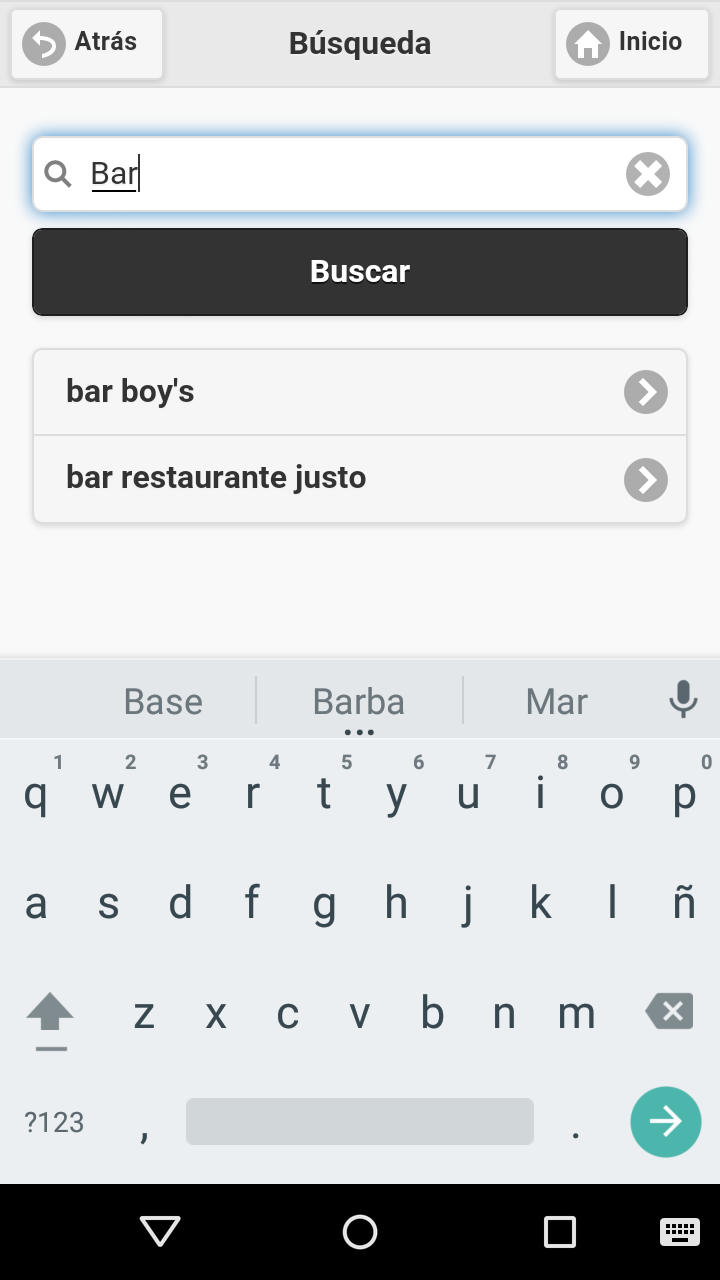 Atrás Búsqueda Inicio
Bar
Buscar
bar boy's
bar restaurante justo
Base Barba Mar
1 2 3 4 5 6 7 8 9 0
q w e r t y u i o p
a s d f g h j k l ñ
z x c v b n m
?123 , .